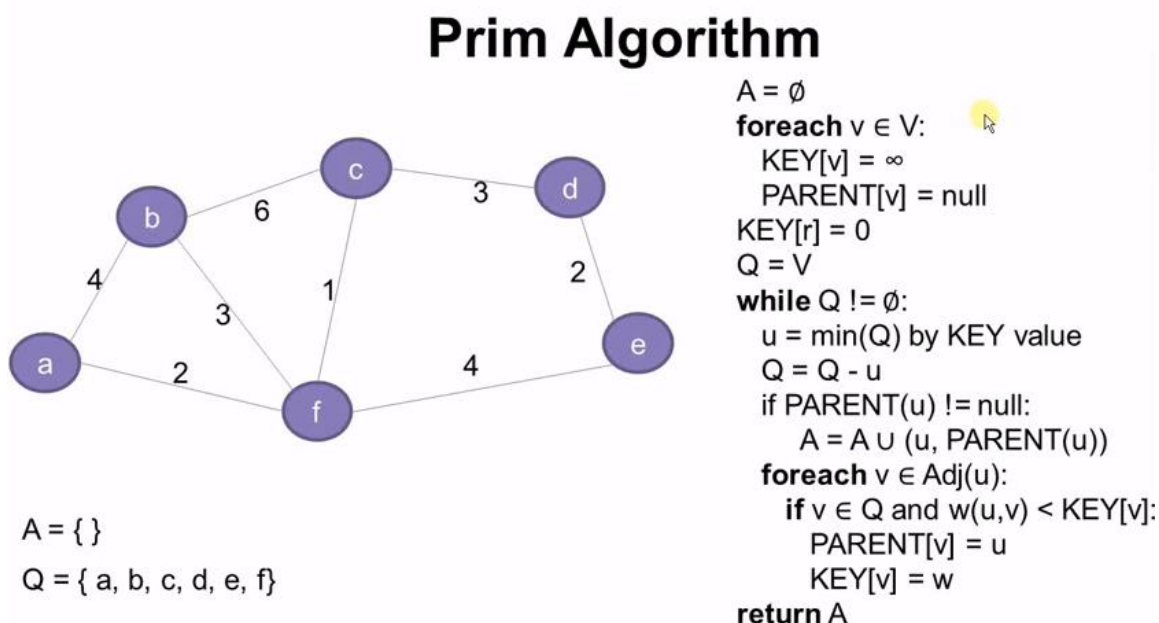 Prim Algorithm
A = ∅
foreach v ∈ V:
KEY[v] = ∞
PARENT[v] = null
KEY[r] = 0
Q = V
while Q != ∅:
u = min(Q) by KEY value
Q = Q - u
if PARENT(u) != null:
A = A ∪ (u, PARENT(u))
foreach v ∈ Adj(u):
if v ∈ Q and w(u,v) < KEY[v]:
PARENT[v] = u
KEY[v] = w
return A
c
d
b
3
6
4
1
2
3
a
2
4
e
f
A = { }
Q = { a, b, c, d, e, f}